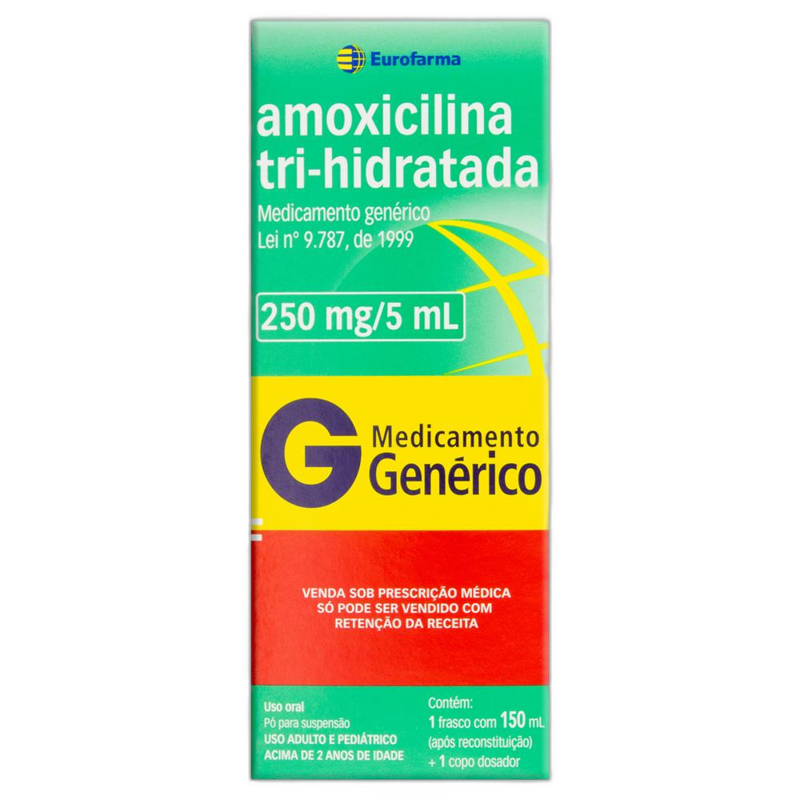 Eurofarma
amoxicilina
tri-hidratada
Medicamento genérico
Lei nº 9.787, de 1999
250 mg/5 mL
G Medicamento
Genérico
VENDA SOB PRESCRIÇÃO MÉDICA
SÓ PODE SER VENDIDO COM
RETENÇÃO DA RECEITA
Uso oral
Pó para suspensão
USO ADULTO E PEDIÁTRICO
ACIMA DE 2 ANOS DE IDADE
Contém:
1 frasco com 150 mL
(após reconstituição)
+ 1 copo dosador